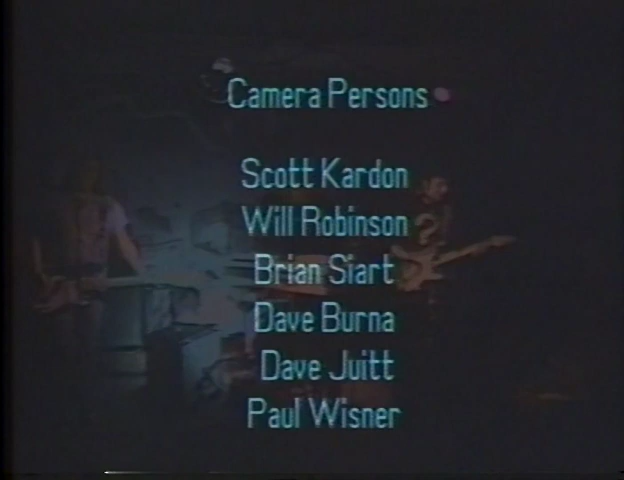 Camera Persons
Scott Kardon
Will Robinson
Brian Siart
Dave Burna
Dave Juitt
Paul Wisner